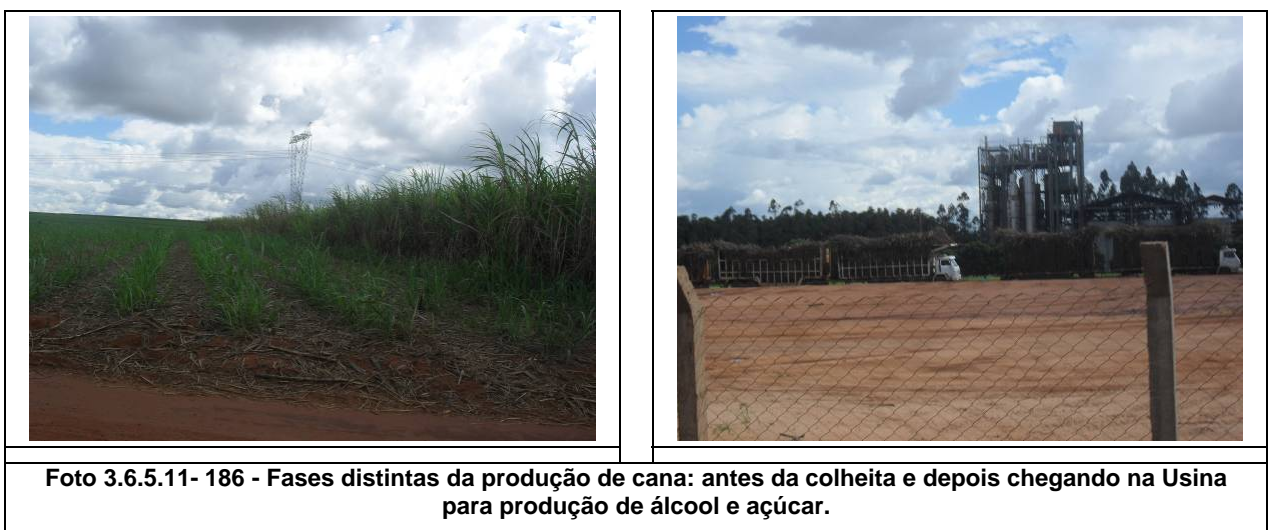 Foto 3.6.5.11- 186 - Fases distintas da produção de cana: antes da colheita e depois chegando na Usina
para produção de álcool e açúcar.